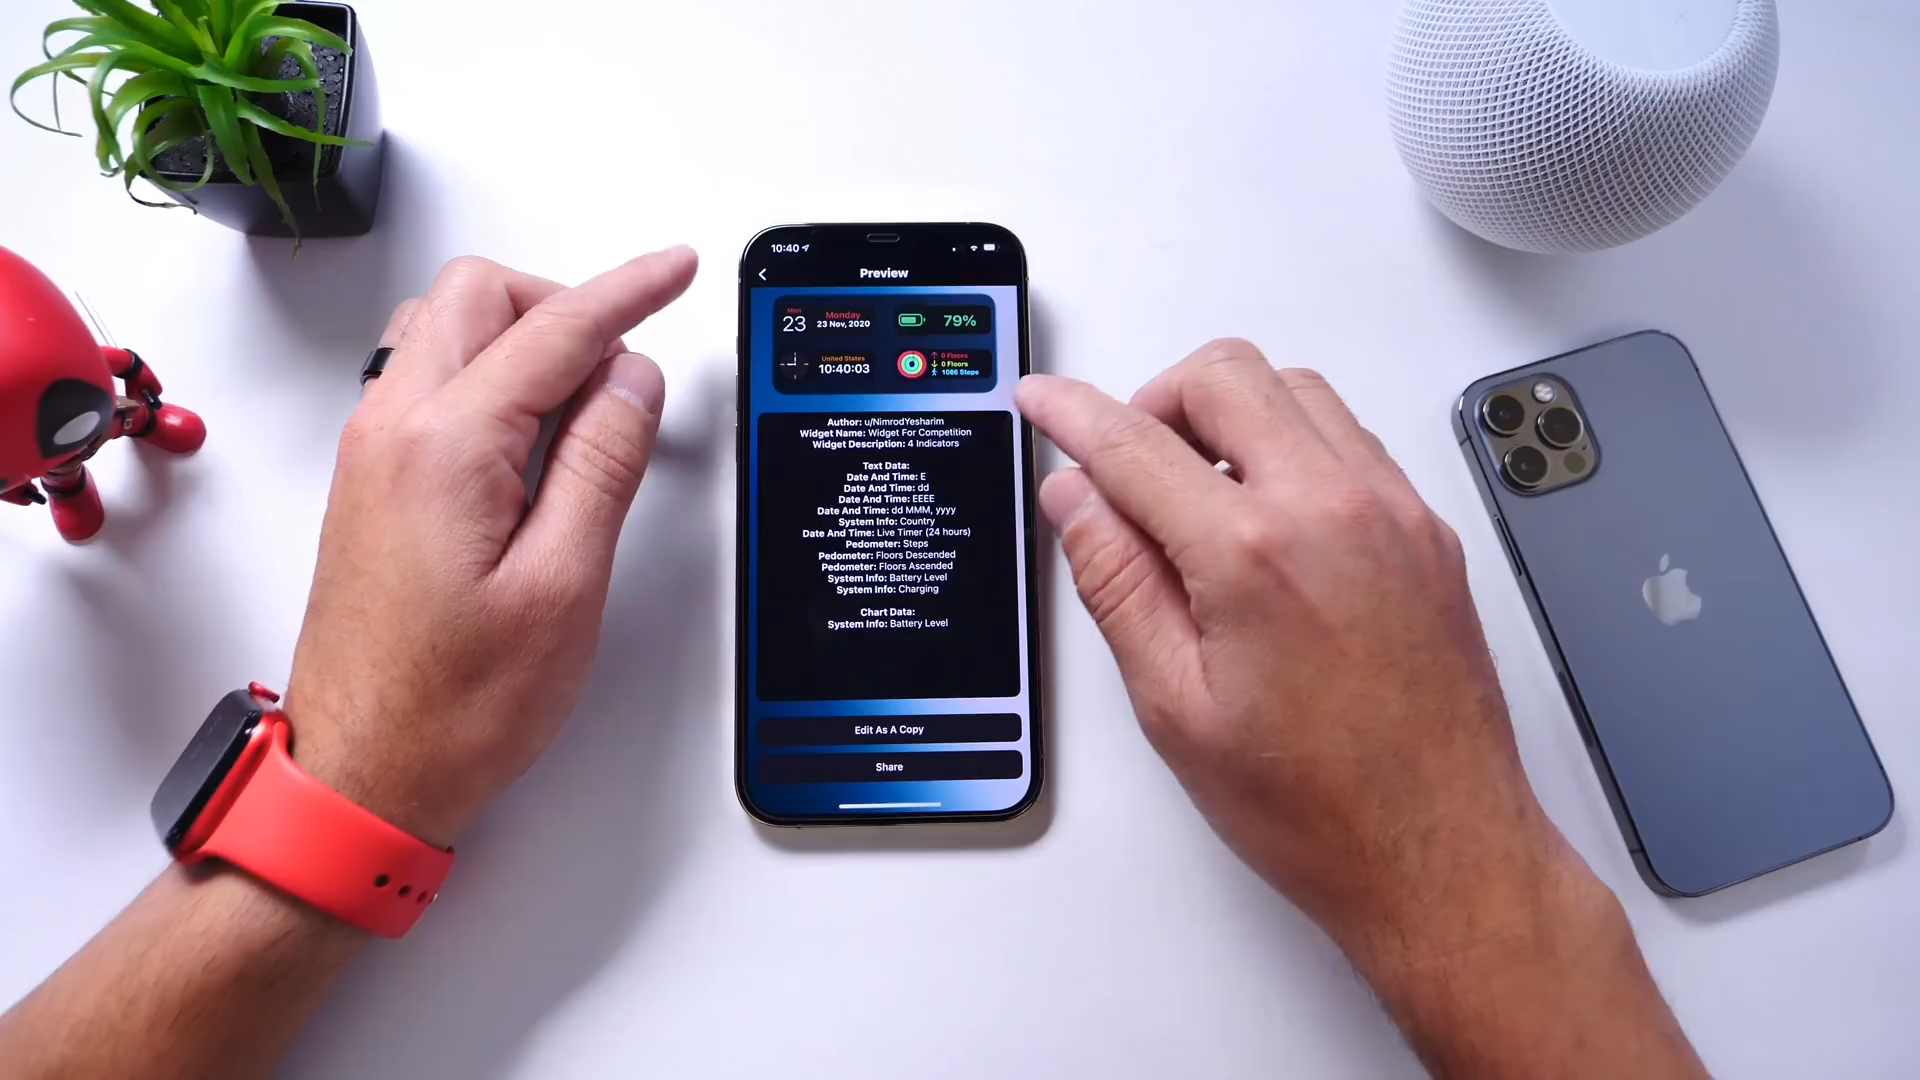 10:40
Preview
Mon
23
Monday
23 Nov, 2020
79%
United States
10:40:03
0 Floors
0 Floors
1086 Steps
Author: u/NimrodYesharim
Widget Name: Widget For Competition
Widget Description: 4 Indicators
Text Data:
Date And Time: E
Date And Time: dd
Date And Time: EEEE
Date And Time: dd MMM, yyyy
System Info: Country
Date And Time: Live Timer (24 hours)
Pedometer: Steps
Pedometer: Floors Descended
Pedometer: Floors Ascended
System Info: Battery Level
System Info: Charging
Chart Data:
System Info: Battery Level
Edit As A Copy
Share